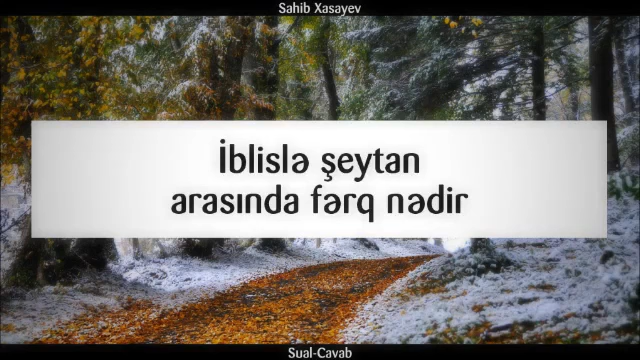 Sahib Xasayev
İblislə şeytan
arasında fərq nədir
Sual-Cavab